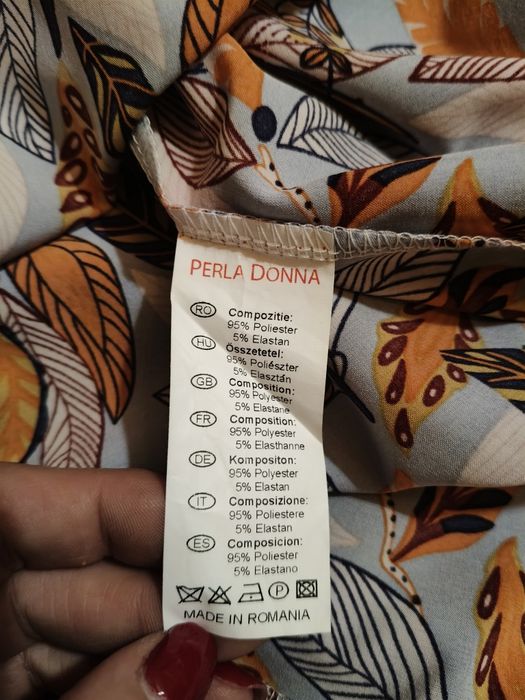 PERLA DONNA
RO Compozitie:
95% Poliester
5% Elastan
HU Összetetel:
95% Poliészter
5% Elasztán
GB Composition:
95% Polyester
5% Elastane
FR Composition:
95% Polyester
5% Elasthanne
DE Kompositon:
95% Polyester
5% Elastan
IT Composizione:
95% Poliestere
5% Elastan
ES Composicion:
95% Poliester
5% Elastano
P
MADE IN ROMANIA